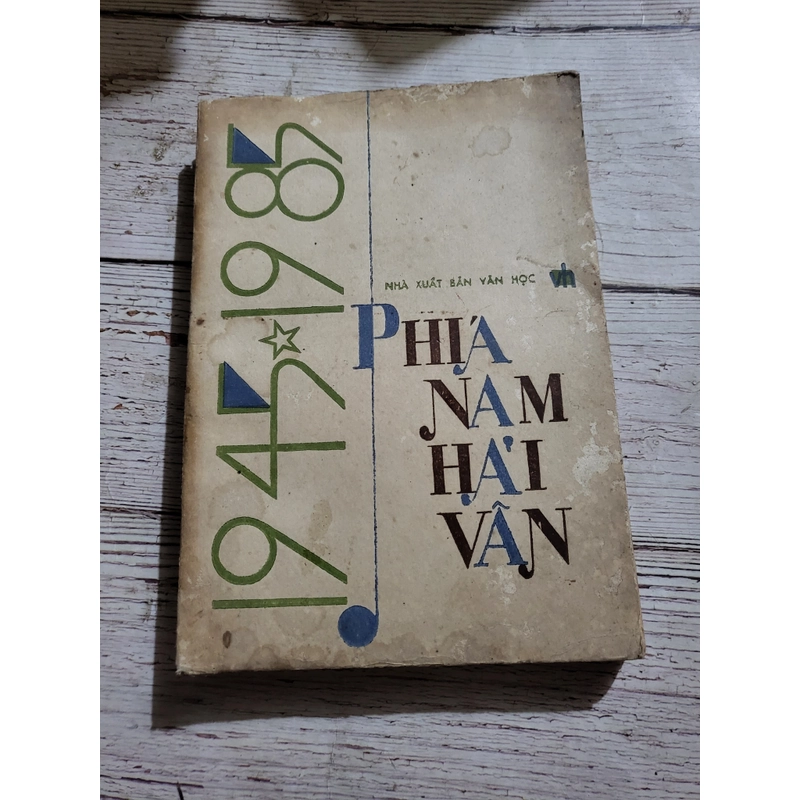 1945 ☆ 1985
NHÀ XUẤT BẢN VĂN HỌC vh
PHÍA
NAM
HẢI
VÂN